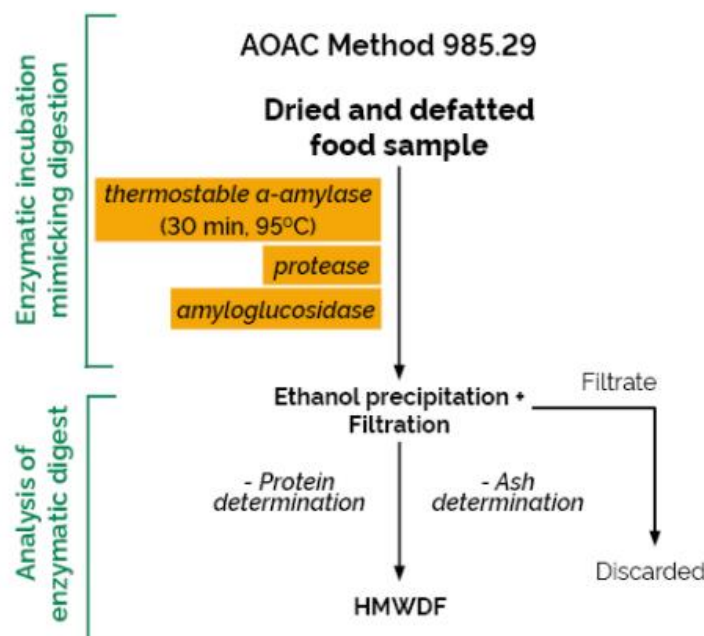 AOAC Method 985.29
Dried and defatted
food sample
Enzymatic incubation
mimicking digestion
thermostable α-amylase
(30 min, 95ºC)
protease
amyloglucosidase
Ethanol precipitation +
Filtration
Filtrate
Analysis of
enzymatic digest
- Protein
determination
- Ash
determination
Discarded
HMWDF